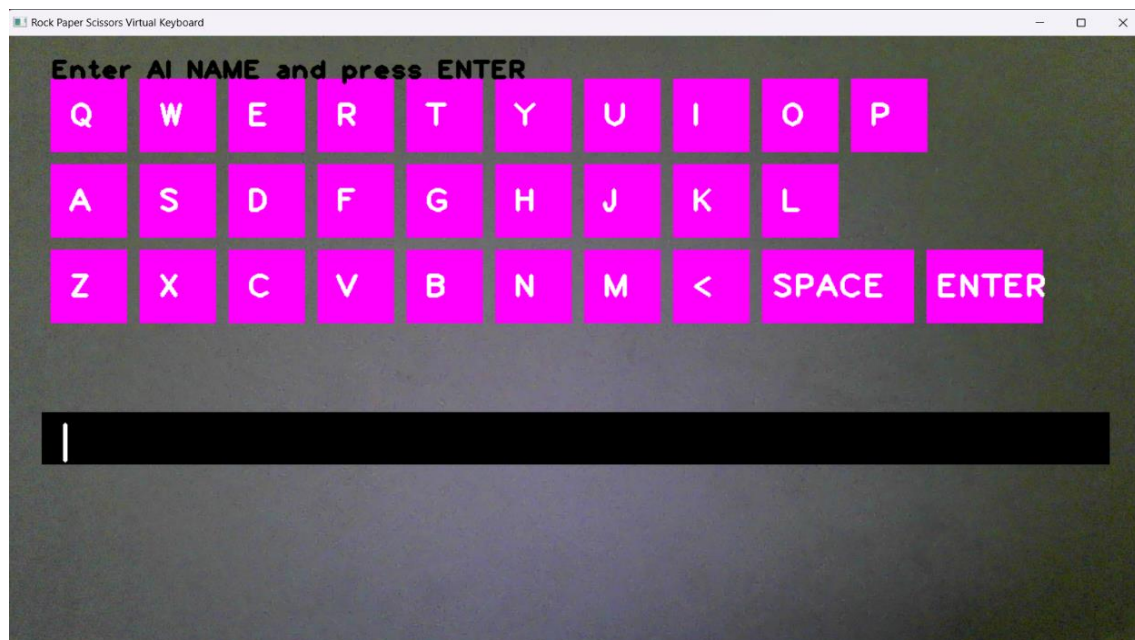 Rock Paper Scissors Virtual Keyboard
Enter AI NAME and press ENTER
Q W E R T Y U I O P
A S D F G H J K L
Z X C V B N M < SPACE ENTER